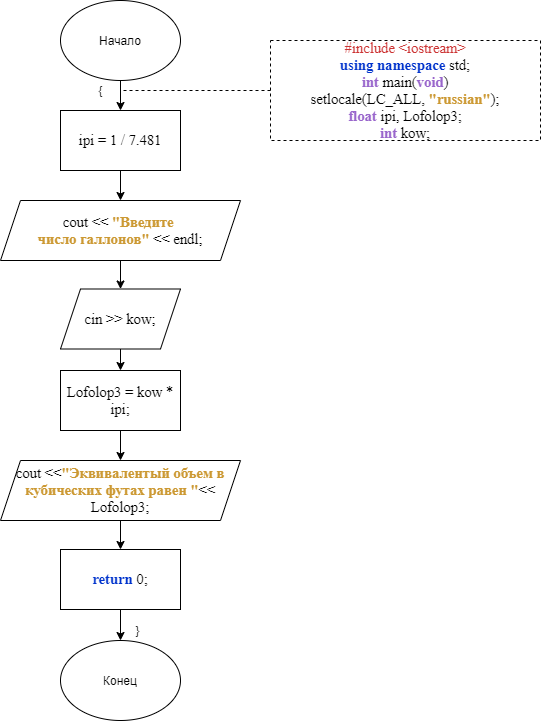 Начало
#include <iostream>
using namespace std;
int main(void)
setlocale(LC_ALL, "russian");
float ipi, Lofolop3;
int kow;
{
ipi = 1 / 7.481
cout << "Введите
число галлонов" << endl;
cin >> kow;
Lofolop3 = kow *
ipi;
cout <<"Эквивалентый объем в
кубических футах равен "<<
Lofolop3;
return 0;
}
Конец